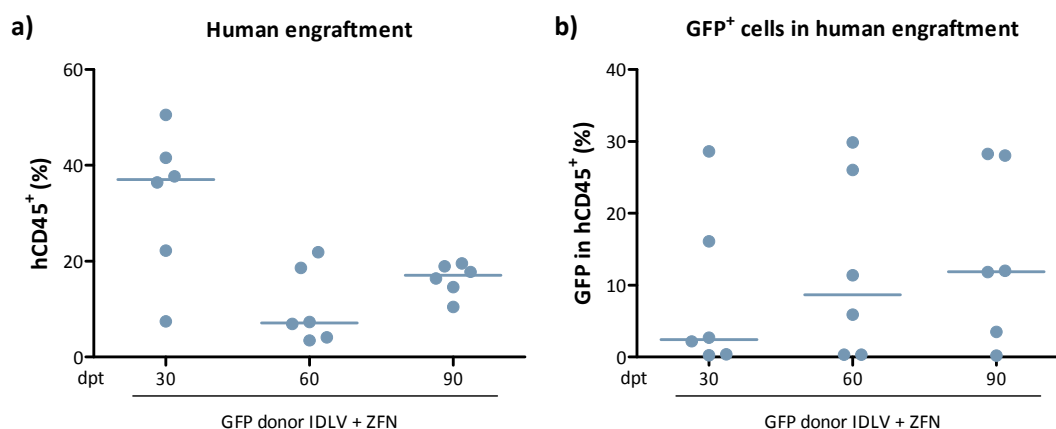 a)
Human engraftment
hCD45+ (%)
60
40
20
0
dpt
30
60
90
GFP donor IDLV + ZFN
b)
GFP+ cells in human engraftment
GFP in hCD45+ (%)
40
30
20
10
0
dpt
30
60
90
GFP donor IDLV + ZFN